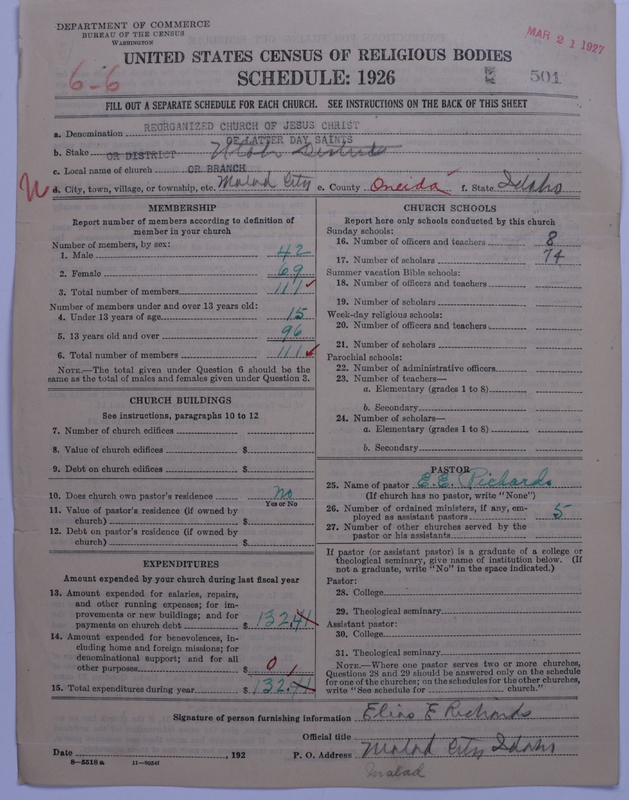 DEPARTMENT OF COMMERCE
BUREAU OF THE CENSUS
WASHINGTON
MAR 21 1927
UNITED STATES CENSUS OF RELIGIOUS BODIES
6-6
SCHEDULE: 1926
501
FILL OUT A SEPARATE SCHEDULE FOR EACH CHURCH. SEE INSTRUCTIONS ON THE BACK OF THIS SHEET
a. Denomination REORGANIZED CHURCH OF JESUS CHRIST
OF LATTER DAY SAINTS
b. Stake OR DISTRICT Utah District
c. Local name of church OR BRANCH
d. City, town, village, or township, etc. Malad City e. County Oneida f. State Idaho
MEMBERSHIP
Report number of members according to definition of member in your church
Number of members, by sex:
1. Male 42
2. Female 69
3. Total number of members 111
Number of members under and over 13 years old:
4. Under 13 years of age 15
5. 13 years old and over 96
6. Total number of members 111
NOTE.—The total given under Question 6 should be the
same as the total of males and females given under Question 3.
CHURCH BUILDINGS
See instructions, paragraphs 10 to 12
7. Number of church edifices
8. Value of church edifices $
9. Debt on church edifices $
10. Does church own pastor's residence No
Yes or No
11. Value of pastor's residence (if owned by
church) $
12. Debt on pastor's residence (if owned by
church) $
EXPENDITURES
Amount expended by your church during last fiscal year
13. Amount expended for salaries, repairs,
and other running expenses; for im-
provements or new buildings; and for
payments on church debt $ 132.41
14. Amount expended for benevolences, in-
cluding home and foreign missions; for
denominational support; and for all
other purposes $ 0
15. Total expenditures during year $ 132.41
CHURCH SCHOOLS
Report here only schools conducted by this church
Sunday schools:
16. Number of officers and teachers 8
17. Number of scholars 74
Summer vacation Bible schools:
18. Number of officers and teachers
19. Number of scholars
Week-day religious schools:
20. Number of officers and teachers
21. Number of scholars
Parochial schools:
22. Number of administrative officers
23. Number of teachers—
a. Elementary (grades 1 to 8)
b. Secondary
24. Number of scholars—
a. Elementary (grades 1 to 8)
b. Secondary
PASTOR
25. Name of pastor E.E. Richards
(If church has no pastor, write "None")
26. Number of ordained ministers, if any, em-
ployed as assistant pastors 5
27. Number of other churches served by the
pastor or his assistants
If pastor (or assistant pastor) is a graduate of a college or
theological seminary, give name of institution below. (If
not a graduate, write "No" in the space indicated.)
Pastor:
28. College
29. Theological seminary
Assistant pastor:
30. College
31. Theological seminary
NOTE.—Where one pastor serves two or more churches,
Questions 28 and 29 should be answered only on the schedule
for one of the churches; on the schedules for the other churches,
write "See schedule for church."
Signature of person furnishing information Elias E Richards
Official title
Date , 192 P. O. Address Malad City Idaho
8-5518 a
Malad